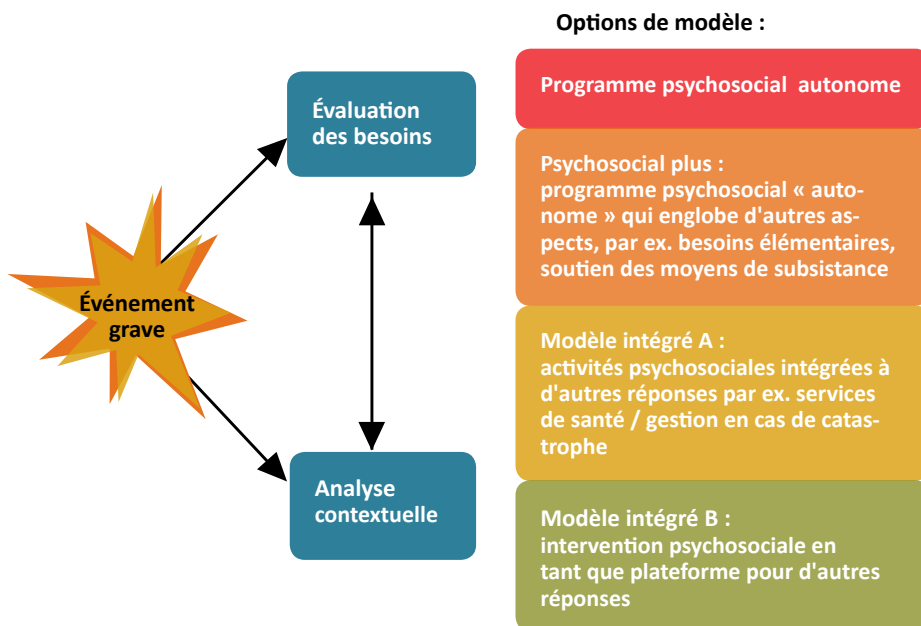 Options de modèle :
Évaluation
des besoins
Événement
grave
Analyse
contextuelle
Programme psychosocial autonome
Psychosocial plus :
programme psychosocial « auto-
nome » qui englobe d'autres as-
pects, par ex. besoins élémentaires,
soutien des moyens de subsistance
Modèle intégré A :
activités psychosociales intégrées à
d'autres réponses par ex. services
de santé / gestion en cas de catas-
trophe
Modèle intégré B :
intervention psychosociale en
tant que plateforme pour d'autres
réponses